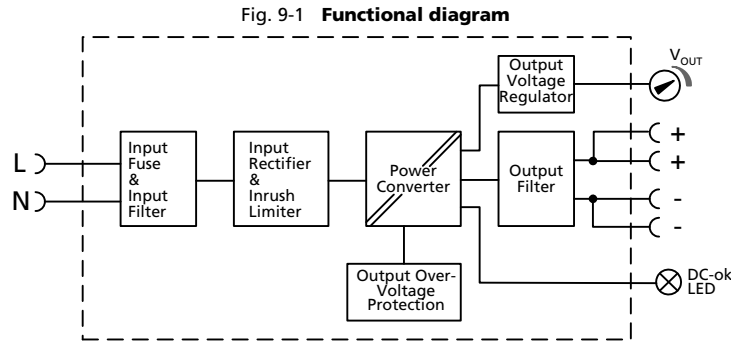 Fig. 9-1 Functional diagram
V OUT
Output
Voltage
Regulator
L
N
Input
Fuse
&
Input
Filter
Input
Rectifier
&
Inrush
Limiter
Power
Converter
Output
Filter
+
+
-
-
Output Over-
Voltage
Protection
DC-ok
LED